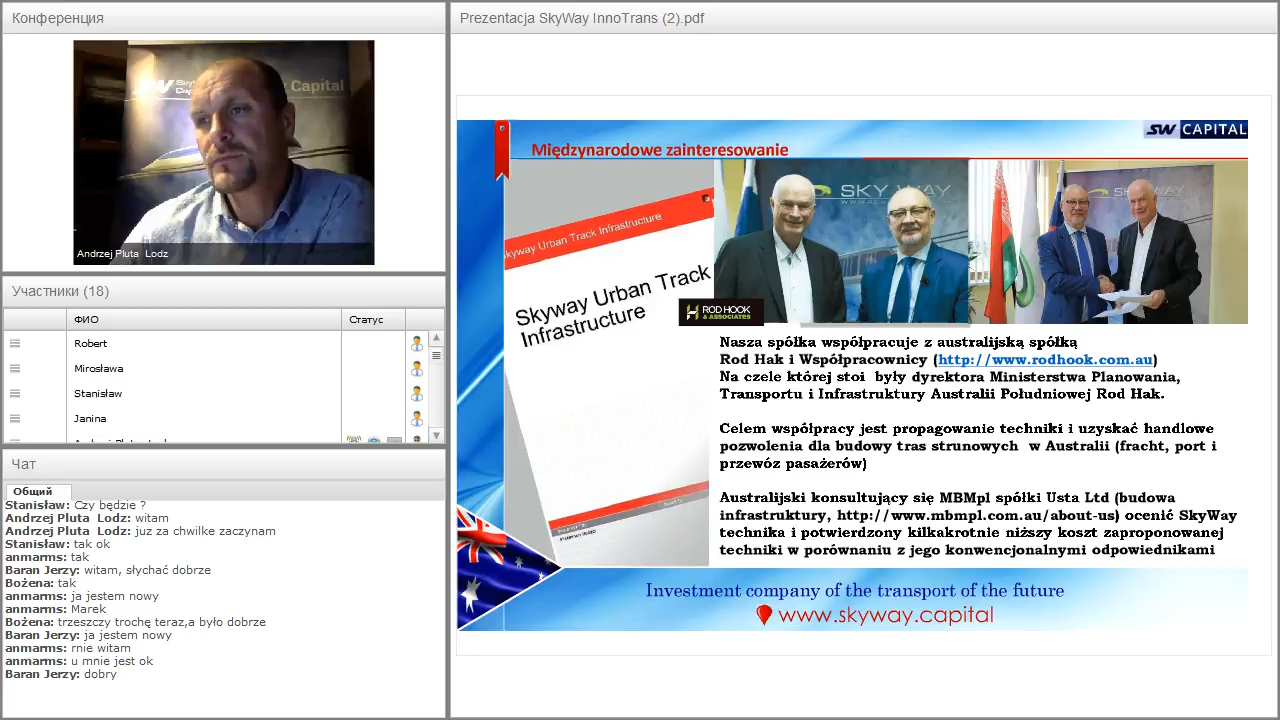 Конференция
SkyWay
Capital
Andrzej Pluta Lodz
Участники (18)
ФИО
Статус
Robert
Mirosława
Stanisław
Janina
Чат
Общий
Stanisław: Czy będzie ?
Andrzej Pluta Lodz: witam
Andrzej Pluta Lodz: juz za chwilke zaczynam
Stanisław: tak ok
anmarms: tak
Baran Jerzy: witam, słychać dobrze
Bożena: tak
anmarms: ja jestem nowy
anmarms: Marek
Bożena: trzeszczy trochę teraz,a było dobrze
Baran Jerzy: ja jestem nowy
anmarms: rnie witam
anmarms: u mnie jest ok
Baran Jerzy: dobry
Prezentacja SkyWay InnoTrans (2).pdf
SW CAPITAL
Międzynarodowe zainteresowanie
Skyway Urban Track Infrastructure
Skyway Urban Track
Infrastructure
SKY WAY
ROD HOOK
& ASSOCIATES
Nasza spółka współpracuje z australijską spółką
Rod Hak i Współpracownicy (http://www.rodhook.com.au)
Na czele której stoi były dyrektora Ministerstwa Planowania,
Transportu i Infrastruktury Australii Południowej Rod Hak.
Celem współpracy jest propagowanie techniki i uzyskać handlowe
pozwolenia dla budowy tras strunowych w Australii (fracht, port i
przewóz pasażerów)
Australijski konsultujący się MBMpl spółki Usta Ltd (budowa
infraktury, http://www.mbmpl.com.au/about-us) ocenić SkyWay
technika i potwierdzony kilkakrotnie niższy koszt zaproponowanej
techniki w porównaniu z jego konwencjonalnymi odpowiednikami
Investment company of the transport of the future
www.skyway.capital